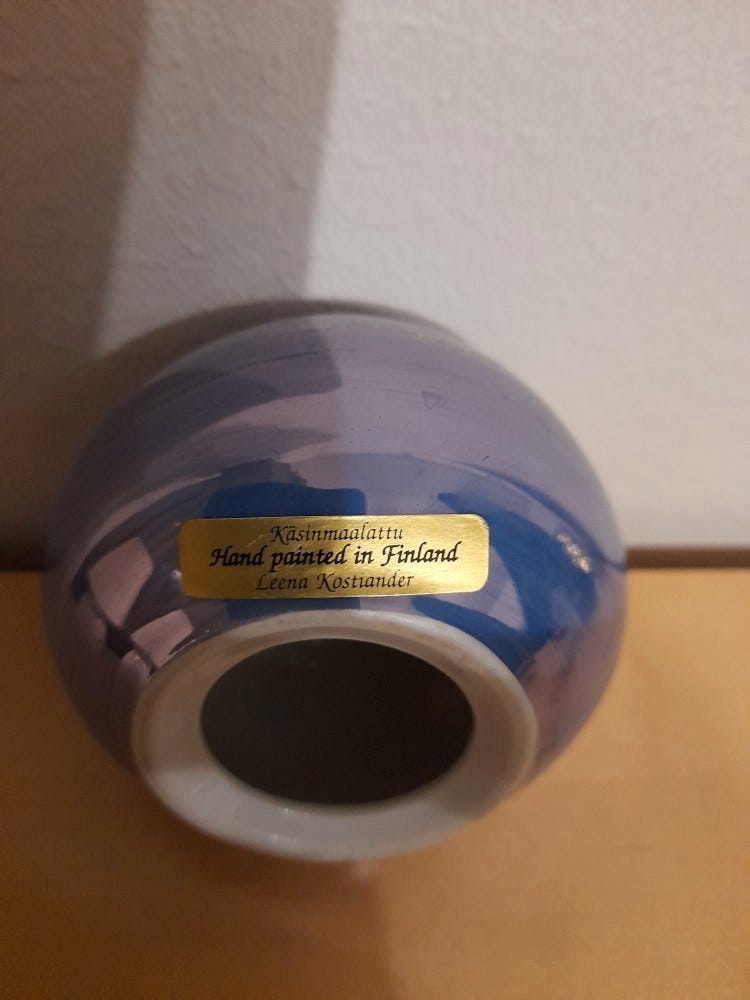 Käsinmaalattu
Hand painted in Finland
Leena Kostiander